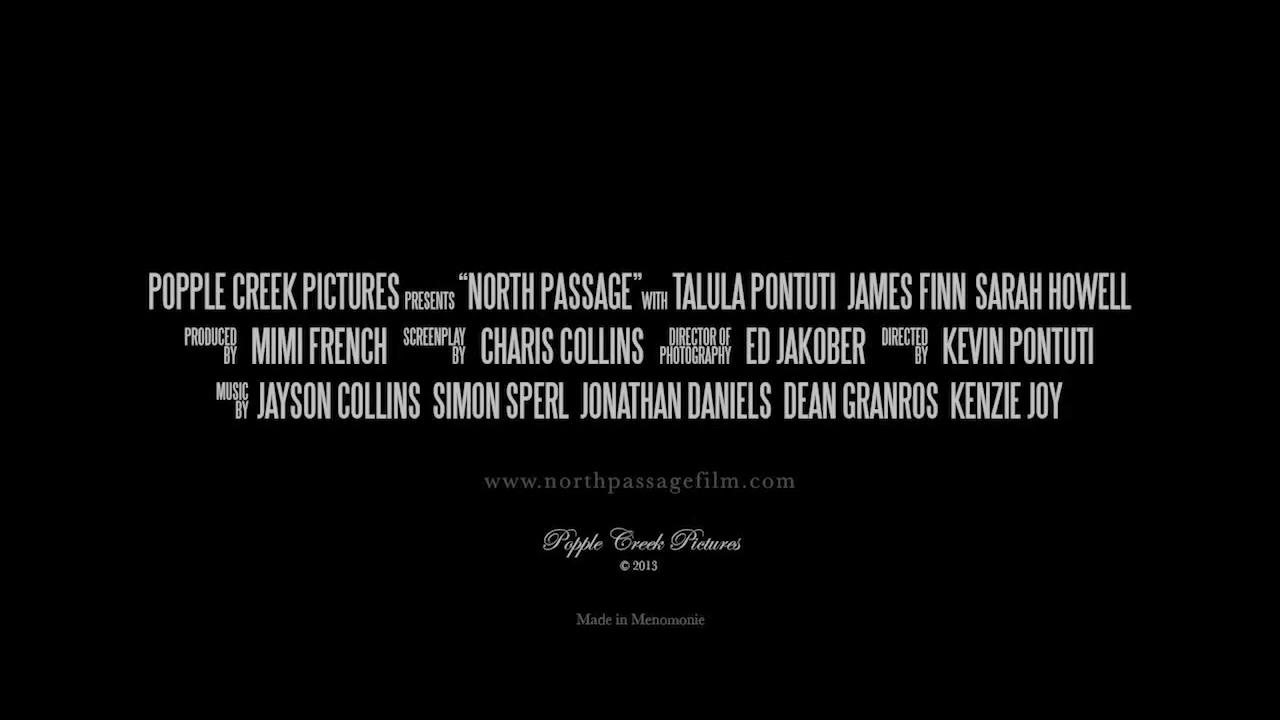 POPPLE CREEK PICTURES PRESENTS “NORTH PASSAGE” WITH TALULA PONTUTI JAMES FINN SARAH HOWELL
PRODUCED BY MIMI FRENCH SCREENPLAY BY CHARIS COLLINS DIRECTOR OF PHOTOGRAPHY ED JAKOBER DIRECTED BY KEVIN PONTUTI
MUSIC BY JAYSON COLLINS SIMON SPERL JONATHAN DANIELS DEAN GRANROS KENZIE JOY
www.northpassagefilm.com
Popple Creek Pictures
© 2013
Made in Menomonie